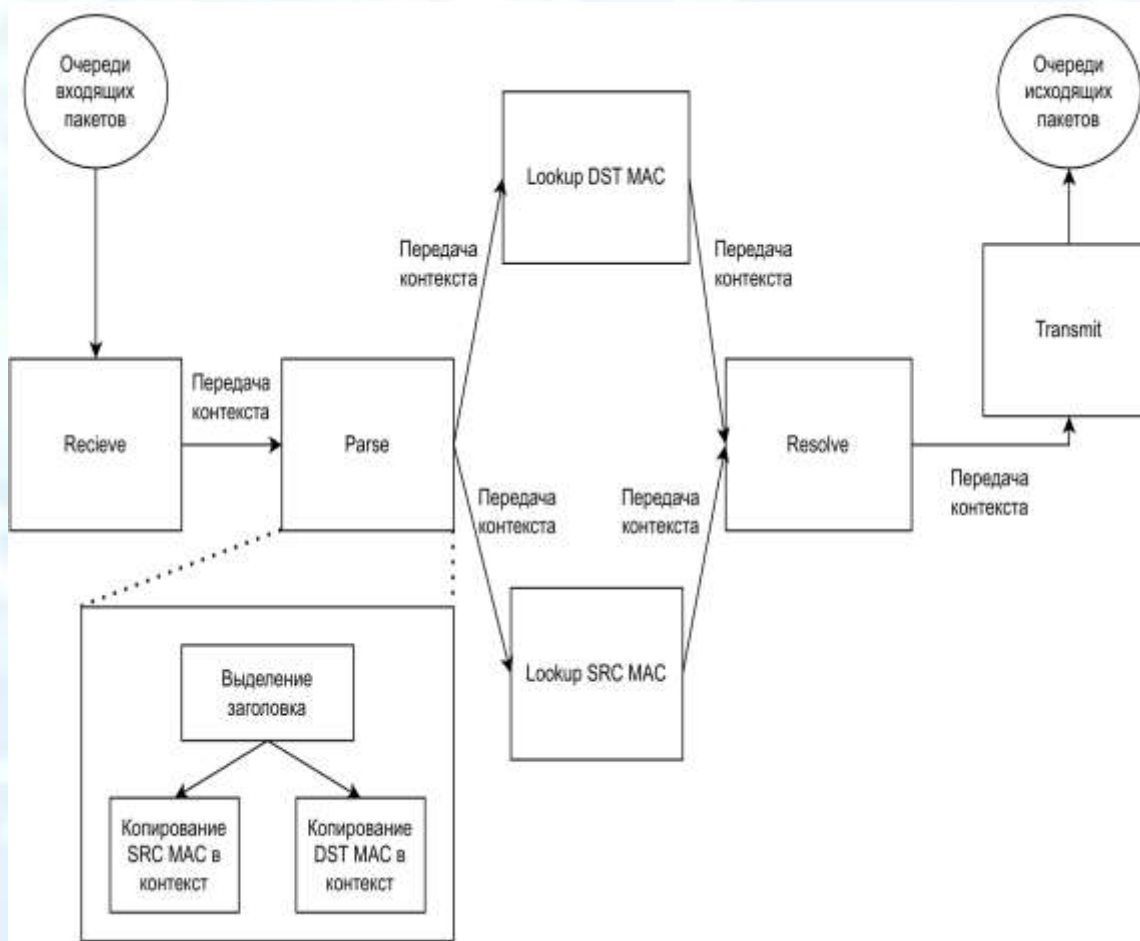 Очереди
входящих
пакетов
Очереди
исходящих
пакетов
Lookup DST MAC
Передача
контекста
Передача
контекста
Transmit
Передача
контекста
Recieve
Parse
Resolve
Передача
контекста
Передача
контекста
Передача
контекста
Lookup SRC MAC
Выделение
заголовка
Копирование
SRC MAC в
контекст
Копирование
DST MAC в
контекст